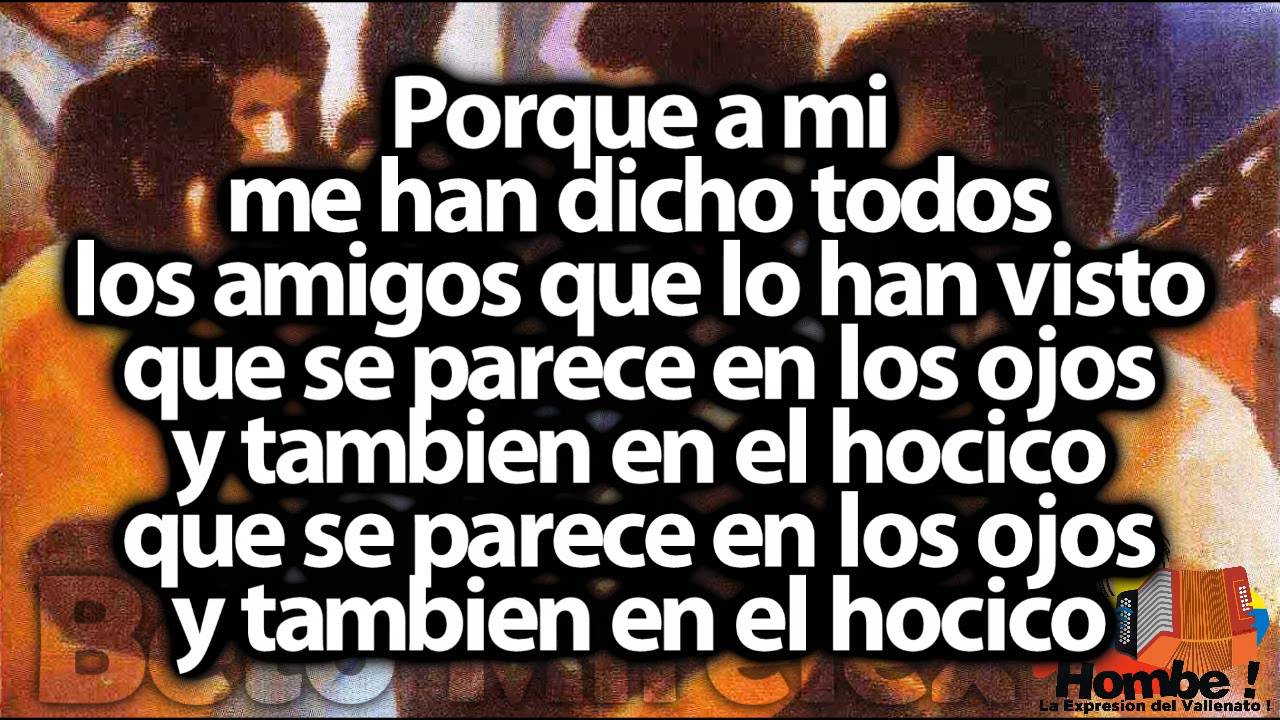 Porque a mi
me han dicho todos
los amigos que lo han visto
que se parece en los ojos
y tambien en el hocico
que se parece en los ojos
y tambien en el hocico
Hombe !
La Expresion del Vallenato !